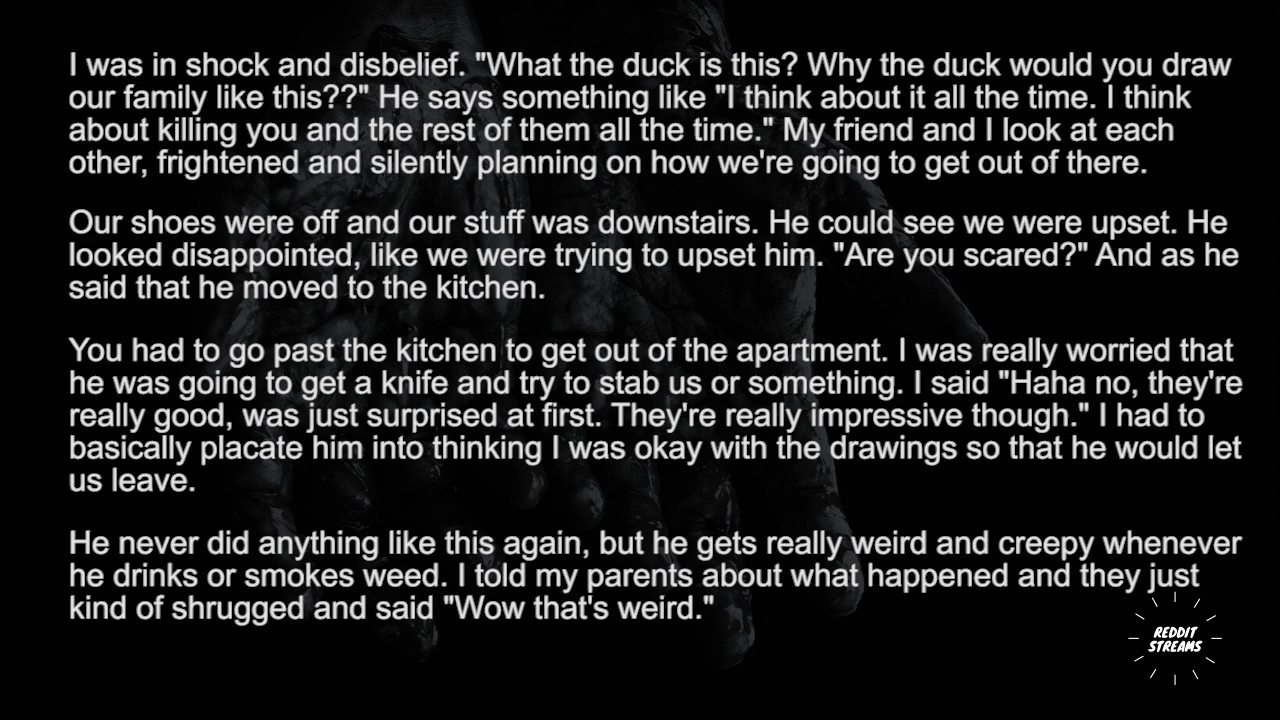 I was in shock and disbelief. "What the duck is this? Why the duck would you draw
our family like this??" He says something like "I think about it all the time. I think
about killing you and the rest of them all the time." My friend and I look at each
other, frightened and silently planning on how we're going to get out of there.
Our shoes were off and our stuff was downstairs. He could see we were upset. He
looked disappointed, like we were trying to upset him. "Are you scared?" And as he
said that he moved to the kitchen.
You had to go past the kitchen to get out of the apartment. I was really worried that
he was going to get a knife and try to stab us or something. I said "Haha no, they're
really good, was just surprised at first. They're really impressive though." I had to
basically placate him into thinking I was okay with the drawings so that he would let
us leave.
He never did anything like this again, but he gets really weird and creepy whenever
he drinks or smokes weed. I told my parents about what happened and they just
kind of shrugged and said "Wow that's weird."
REDDIT
STREAMS